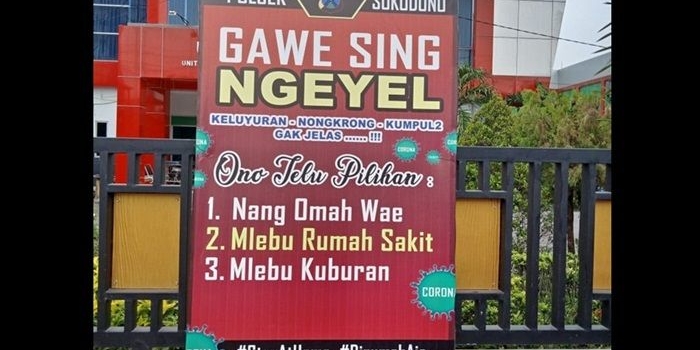 SUKODONO
GAWE SING
NGEYEL
KELUYURAN - NONGKRONG - KUMPUL2
GAK JELAS ...... !!!
CORONA
Ono Telu Pilihan :
1. Nang Omah Wae
2. Mlebu Rumah Sakit
3. Mlebu Kuburan
CORON
UNIT